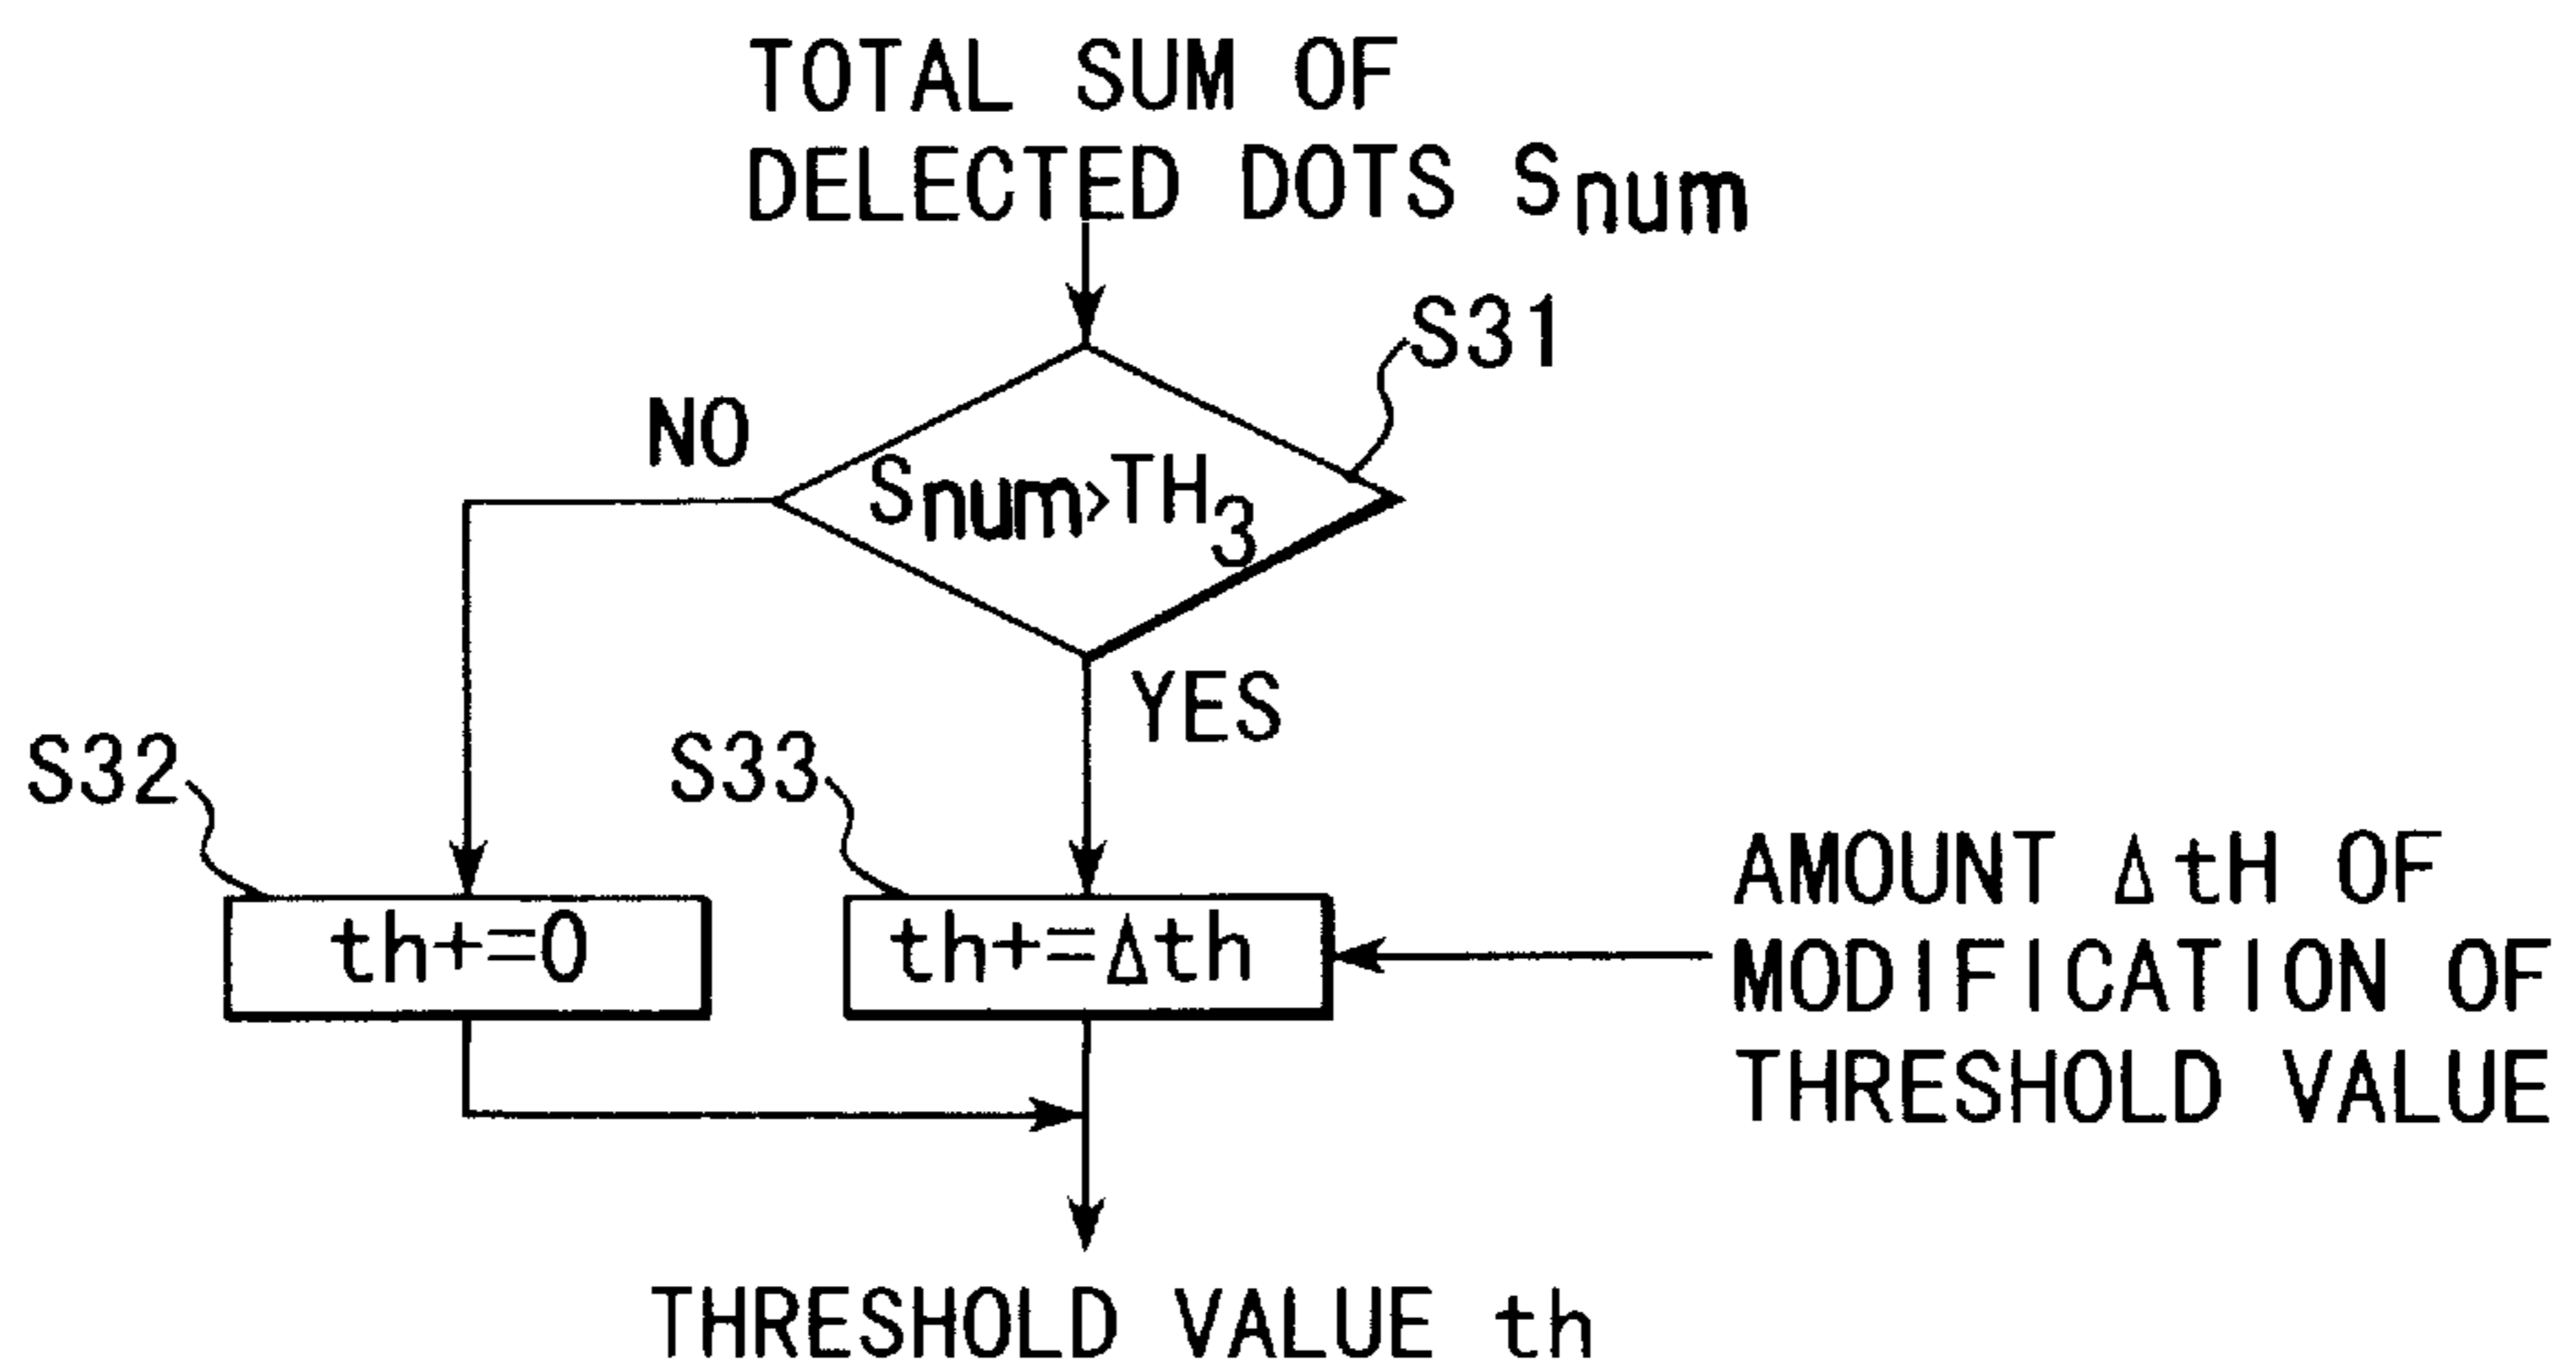 TOTAL SUM OF
DELECTED DOTS Snum
S31
NO
Snum>TH3
YES
S32
S33
th+=0
th+=Δth
AMOUNT ΔtH OF
MODIFICATION OF
THRESHOLD VALUE
THRESHOLD VALUE th